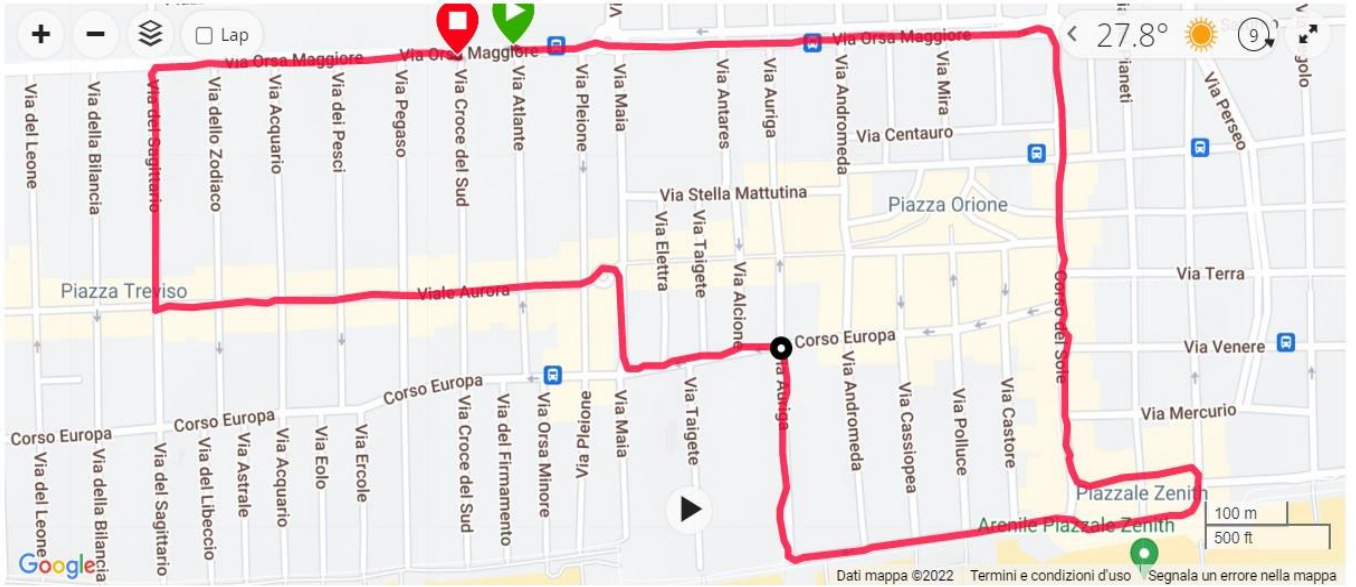 Piazza
+
−
Lap
27.8°
9
Via Orsa Maggiore
Via Orsa Maggiore
Via Orsa Maggiore
Via del Leone
Via della Bilancia
Via del Sagittario
Via dello Zodiaco
Via Acquario
Via dei Pesci
Via Pegaso
Via Croce del Sud
Via Atlante
Via Pleione
Via Maia
Via Antares
Via Auriga
Via Andromeda
Via Mira
Via Perseo
Via Centauro
Via Stella Mattutina
Piazza Orione
Via Elettra
Via Taigete
Via Alcione
Piazza Treviso
Viale Aurora
Via Terra
Corso del Sole
Corso Europa
Via Venere
Corso Europa
Corso Europa
Corso Europa
Via Mercurio
Via del Leone
Via della Bilancia
Via del Sagittario
Via del Libeccio
Via Astrale
Via Acquario
Via Eolo
Via Ercole
Via Croce del Sud
Via del Firmamento
Via Orsa Minore
Via Pleione
Via Maia
Via Taigete
Via Auriga
Via Andromeda
Via Cassiopea
Via Polluce
Via Castore
Piazzale Zenith
Arenile Piazzale Zenith
100 m
500 ft
Google
Dati mappa ©2022
Termini e condizioni d'uso
Segnala un errore nella mappa